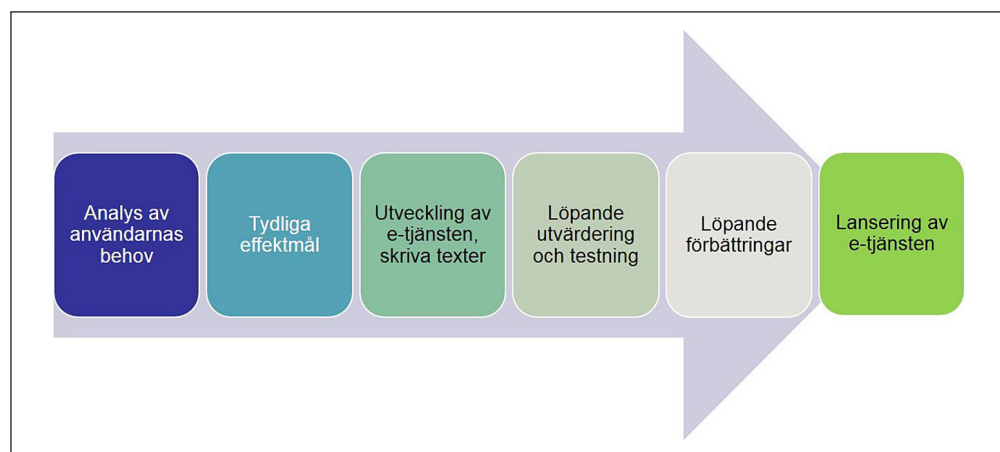 Analys av
användarnas
behov
Tydliga
effektmål
Utveckling av
e-tjänsten,
skriva texter
Löpande
utvärdering
och testning
Löpande
förbättringar
Lansering av
e-tjänsten